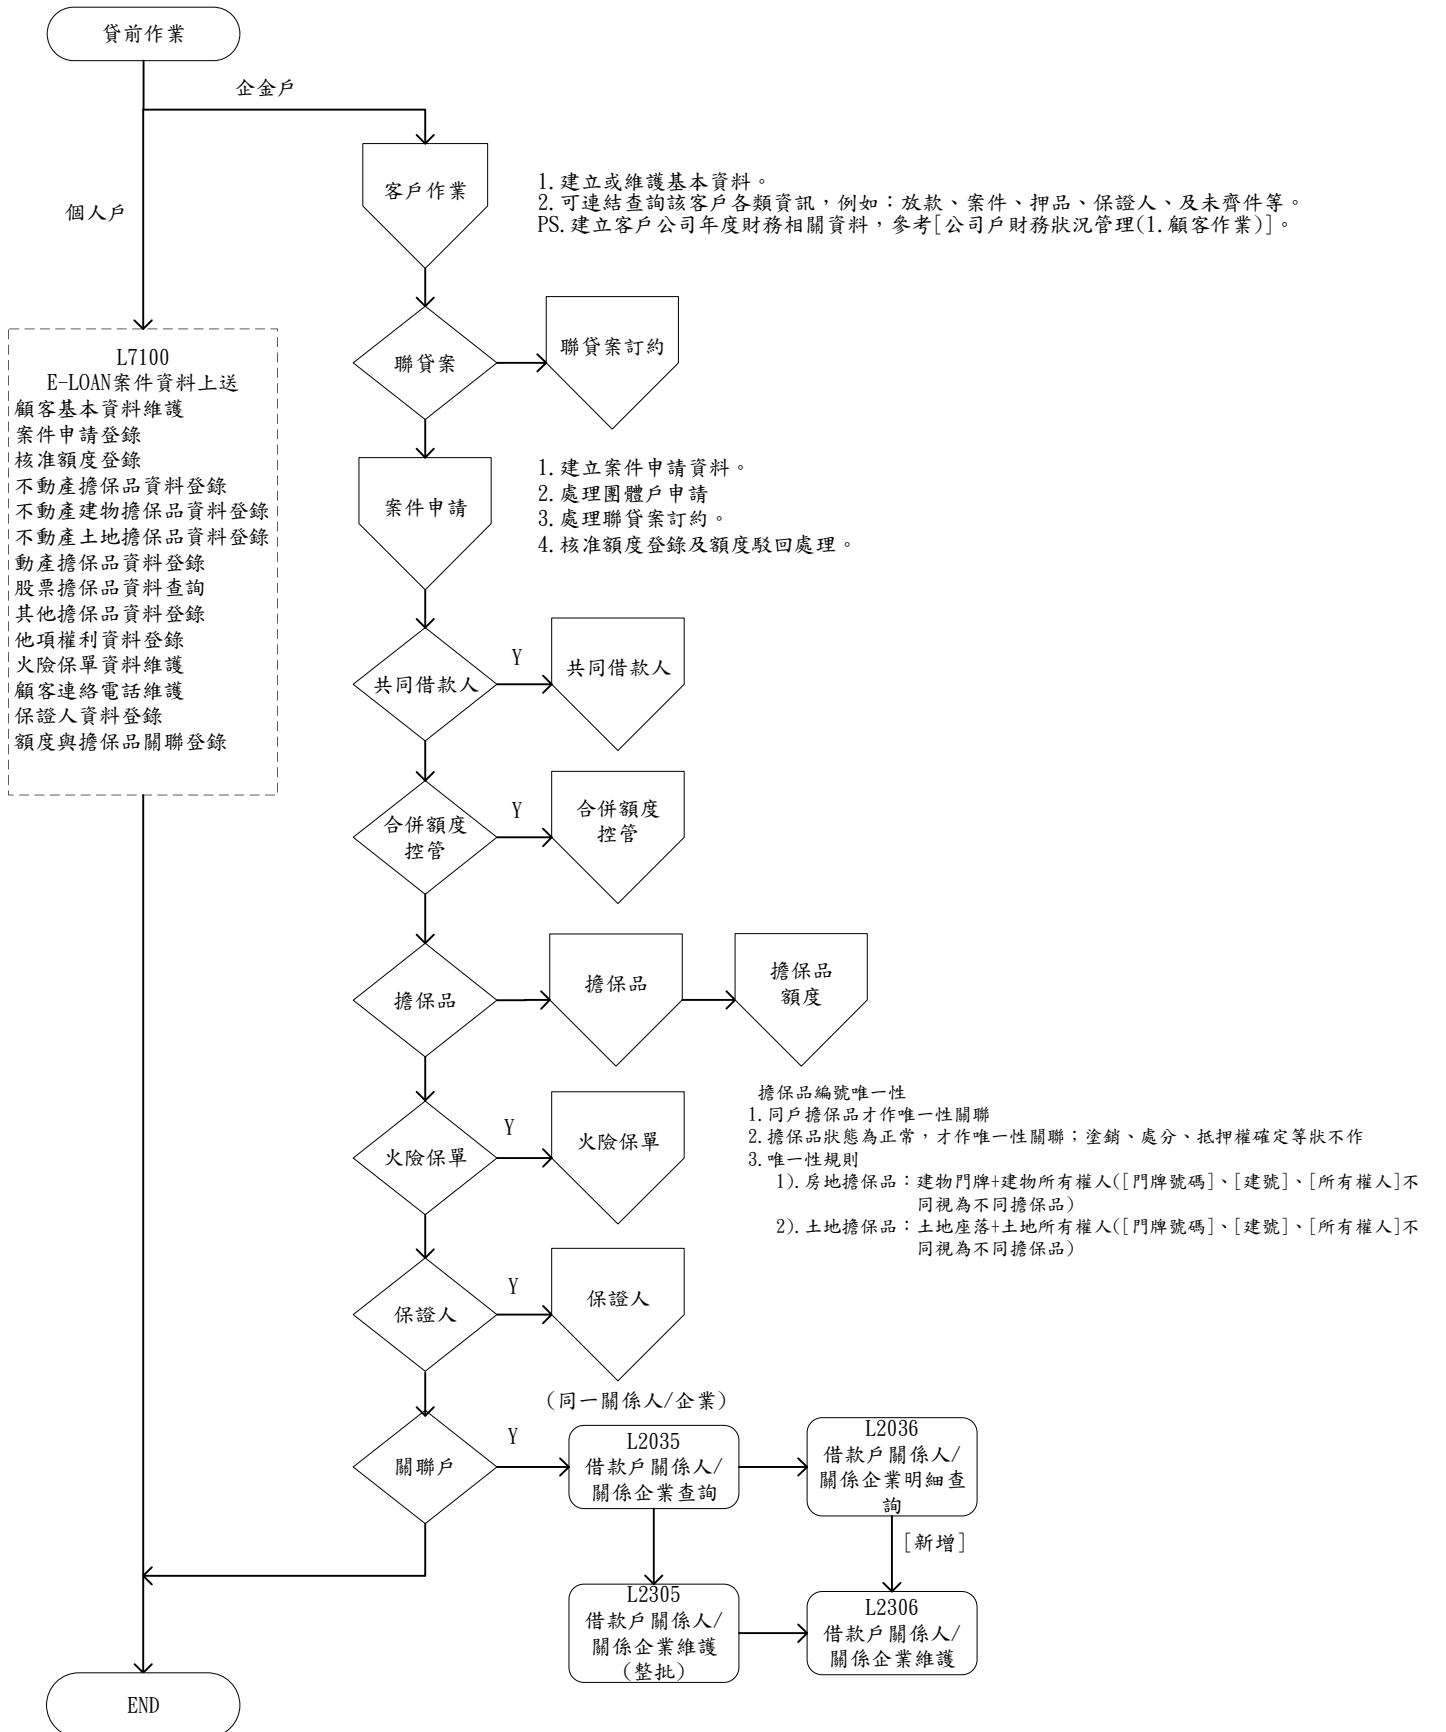 貸前作業
企金戶
個人戶
客戶作業
1.建立或維護基本資料。
2.可連結查詢該客戶各類資訊，例如：放款、案件、押品、保證人、及未齊件等。
PS.建立客戶公司年度財務相關資料，參考[公司戶財務狀況管理(1.顧客作業)]。
L7100
E-LOAN案件資料上送
顧客基本資料維護
案件申請登錄
核准額度登錄
不動產擔保品資料登錄
不動產建物擔保品資料登錄
不動產土地擔保品資料登錄
動產擔保品資料登錄
股票擔保品資料查詢
其他擔保品資料登錄
他項權利資料登錄
火險保單資料維護
顧客連絡電話維護
保證人資料登錄
額度與擔保品關聯登錄
聯貸案
聯貸案訂約
案件申請
1.建立案件申請資料。
2.處理團體戶申請
3.處理聯貸案訂約。
4.核准額度登錄及額度駁回處理。
共同借款人
Y
共同借款人
合併額度
控管
Y
合併額度
控管
擔保品
擔保品
擔保品
額度
擔保品編號唯一性
1.同戶擔保品才作唯一性關聯
2.擔保品狀態為正常，才作唯一性關聯；塗銷、處分、抵押權確定等狀不作
3.唯一性規則
1).房地擔保品：建物門牌+建物所有權人([門牌號碼]、[建號]、[所有權人]不
同視為不同擔保品)
2).土地擔保品：土地座落+土地所有權人([門牌號碼]、[建號]、[所有權人]不
同視為不同擔保品)
火險保單
Y
火險保單
保證人
Y
保證人
(同一關係人/企業)
關聯戶
Y
L2035
借款戶關係人/
關係企業查詢
L2036
借款戶關係人/
關係企業明細查
詢
[新增]
L2305
借款戶關係人/
關係企業維護
(整批)
L2306
借款戶關係人/
關係企業維護
END